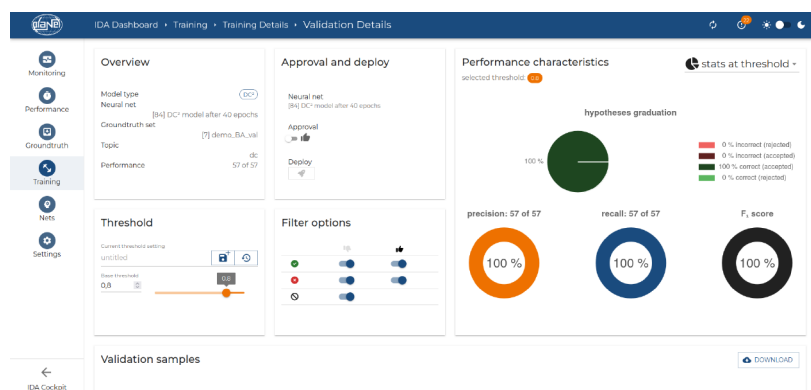 planet
IDA Dashboard • Training • Training Details • Validation Details
Monitoring
Performance
Groundtruth
Training
Nets
Settings
IDA Cockpit
Overview
Model type
DC²
Neural net
[84] DC² model after 40 epochs
Groundtruth set
[7] demo_BA_val
Topic
dc
Performance
57 of 57
Approval and deploy
Neural net
[84] DC² model after 40 epochs
Approval
Deploy
Performance characteristics
selected threshold: 0.8
stats at threshold
hypotheses graduation
100 %
0 % incorrect (rejected)
0 % incorrect (accepted)
100 % correct (accepted)
0 % correct (rejected)
precision: 57 of 57
recall: 57 of 57
F, score
100 %
100 %
100 %
Threshold
Current threshold setting
untitled
Base threshold
0,8
0.8
Filter options
Validation samples
DOWNLOAD